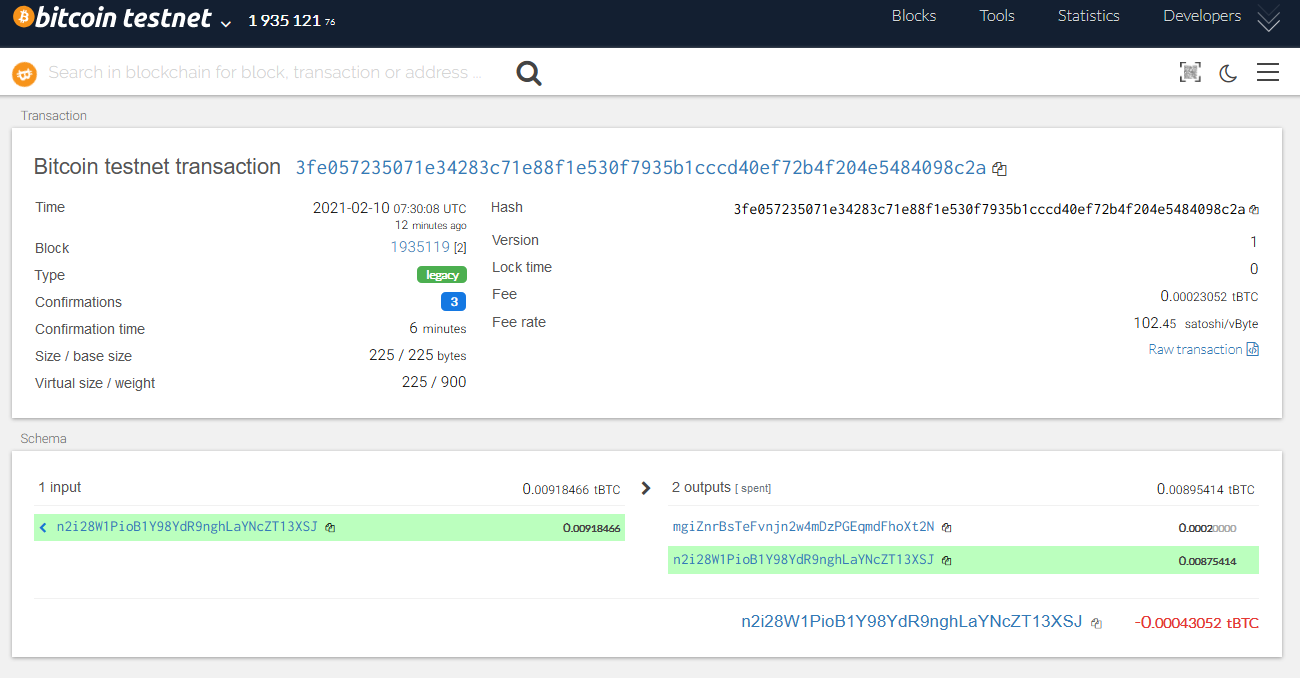 bitcoin testnet 1 935 121 76 Blocks Tools Statistics Developers
Search in blockchain for block, transaction or address ...
Transaction
Bitcoin testnet transaction 3fe057235071e34283c71e88f1e530f7935b1cccd40ef72b4f204e5484098c2a
Time 2021-02-10 07:30:08 UTC Hash 3fe057235071e34283c71e88f1e530f7935b1cccd40ef72b4f204e5484098c2a
12 minutes ago
Block 1935119 [2] Version 1
Type legacy Lock time 0
Confirmations 3 Fee 0.00023052 tBTC
Confirmation time 6 minutes Fee rate 102.45 satoshi/vByte
Size / base size 225 / 225 bytes Raw transaction
Virtual size / weight 225 / 900
Schema
1 input 0.00918466 tBTC 2 outputs [ spent] 0.00895414 tBTC
n2i28W1PioB1Y98YdR9nghLaYNcZT13XSJ 0.00918466 mgiZnrBsTeFvnjn2w4mDzPGEqmdFhoXt2N 0.00020000
n2i28W1PioB1Y98YdR9nghLaYNcZT13XSJ 0.00875414
n2i28W1PioB1Y98YdR9nghLaYNcZT13XSJ -0.00043052 tBTC